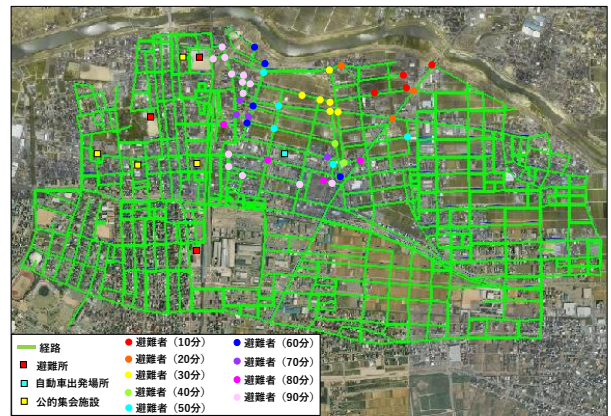 経路
避難所
自動車出発場所
公的集会施設
避難者（10分）
避難者（20分）
避難者（30分）
避難者（40分）
避難者（50分）
避難者（60分）
避難者（70分）
避難者（80分）
避難者（90分）